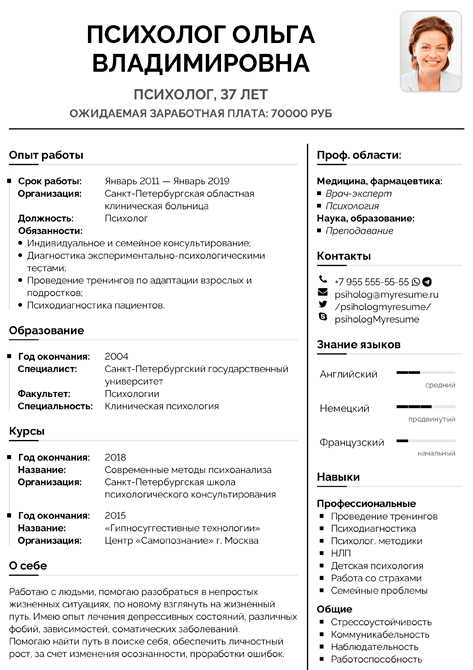 ПСИХОЛОГ ОЛЬГА
ВЛАДИМИРОВНА
ПСИХОЛОГ, 37 ЛЕТ
ОЖИДАЕМАЯ ЗАРАБОТНАЯ ПЛАТА: 70000 РУБ
Опыт работы
Срок работы: Январь 2011 — Январь 2019
Организация: Санкт-Петербургская областная
клиническая больница
Должность: Психолог
Обязанности:
Индивидуальное и семейное консультирование;
Диагностика экспериментально-психологическими
тестами;
Проведение тренингов по адаптации взрослых и
подростков;
Психодиагностика пациентов.
Образование
Год окончания: 2004
Специалист: Санкт-Петербургский государственный
университет
Факультет: Психологии
Специальность: Клиническая психология
Курсы
Год окончания: 2018
Название: Современные методы психоанализа
Организация: Санкт-Петербургская школа
психологического консультирования
Год окончания: 2015
Название: «Гипносуггестивные технологии»
Организация: Центр «Самопознание» г. Москва
О себе
Работаю с людьми, помогаю разобраться в непростых
жизненных ситуациях, по новому взглянуть на жизненный
путь. Имею опыт лечения депрессивных состояний, различных
фобий, зависимостей, соматических заболеваний.
Помогаю найти путь в поиске себя, обеспечить личностный
рост, за счет изменения осознанности, проработки ошибок.
Проф. области:
Медицина, фармацевтика:
Врач-эксперт
Психология
Наука, образование:
Преподавание
Контакты
+7 955 555-55-55
psiholog@myresume.ru
/psihologmyresume/
psihologMyresume
Знание языков
Английский
средний
Немецкий
продвинутый
Французский
начальный
Навыки
Профессиональные
Проведение тренингов
Психодиагностика
Психолог. методики
НЛП
Детская психология
Работа со страхами
Семейные проблемы
Общие
Стрессоустойчивость
Коммуникабельность
Наблюдательность
Работоспособность